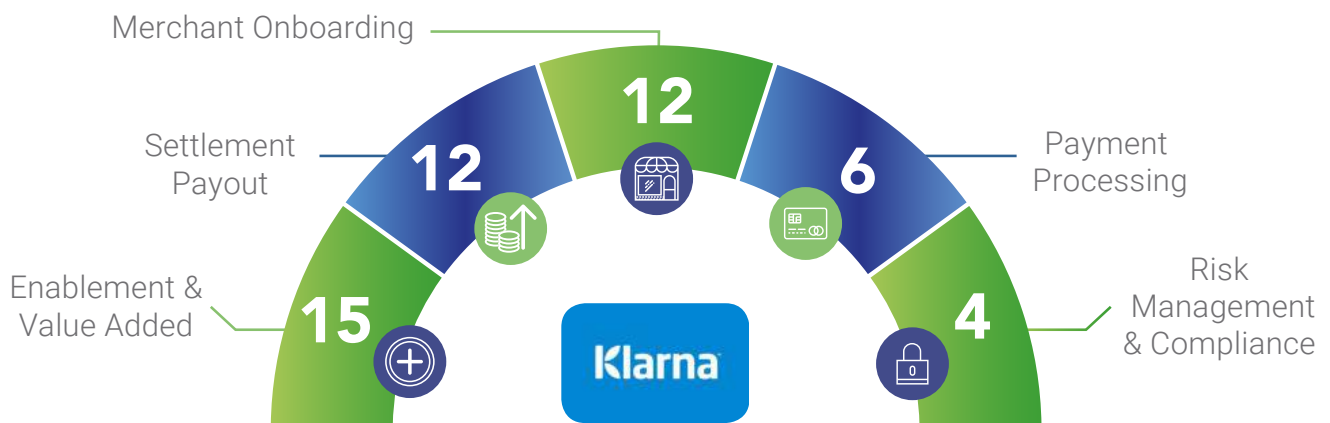 Merchant Onboarding
12
Settlement
Payout
12
6
Payment
Processing
Enablement &
Value Added
15
Risk
Management
& Compliance
4
Klarna